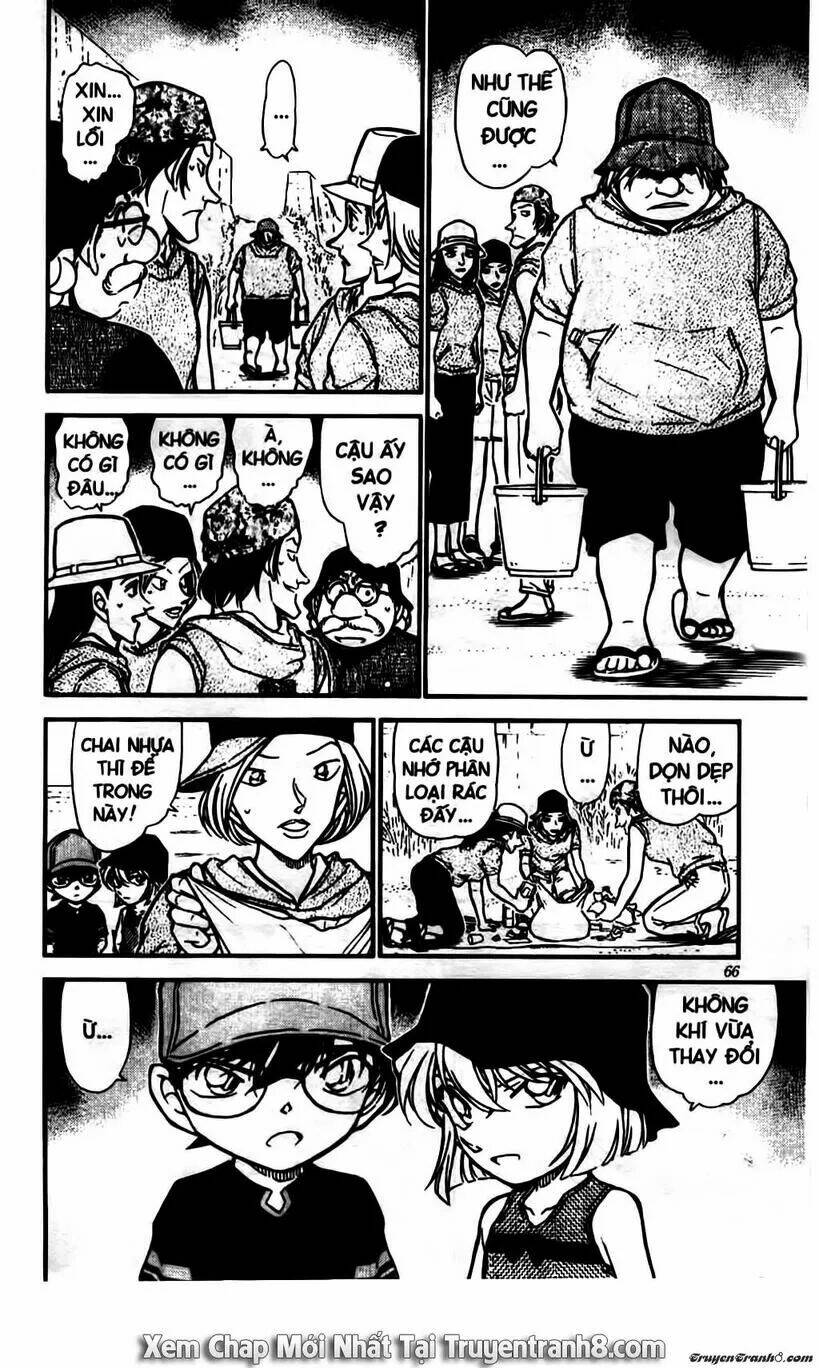 NHƯ THẾ
CŨNG
ĐƯỢC
...
...
XIN...
XIN
LỖI
...
CẬU ẤY
SAO
VẬY
?
À,
KHÔNG
...
KHÔNG
CÓ GÌ
...
KHÔNG
CÓ GÌ
ĐÂU...
NÀO,
DỌN DẸP
THÔI...
Ừ
...
CÁC CẬU
NHỚ PHÂN
LOẠI RÁC
ĐẤY...
CHAI NHỰA
THÌ ĐỂ
TRONG
NÀY!
66
KHÔNG
KHÍ VỪA
THAY ĐỔI
...
Ừ...
Xem Chap Mới Nhất Tại Truyentranh8.com
TruyenTranh8.com